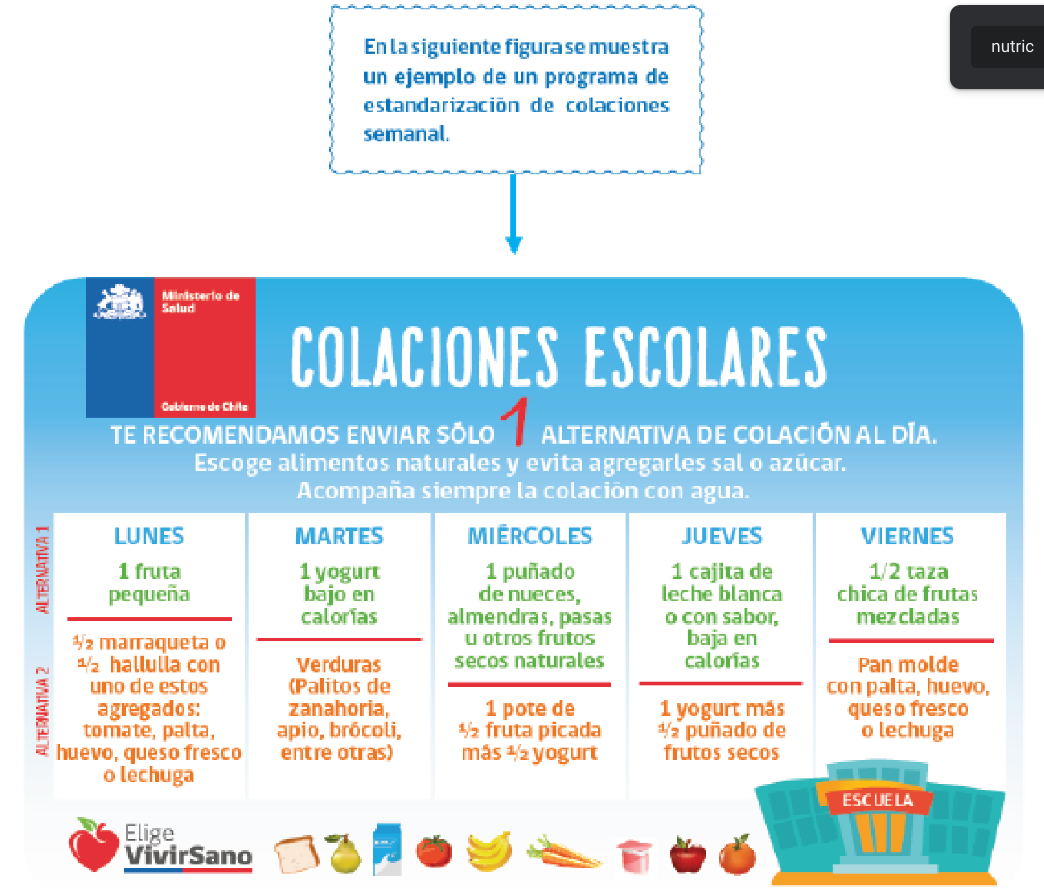 En la siguiente figura se muestra
un ejemplo de un programa de
estandarización de colaciones
semanal.
nutric
Ministerio de
Salud
Gobierno de Chile
COLACIONES ESCOLARES
TE RECOMENDAMOS ENVIAR SÓLO 1 ALTERNATIVA DE COLACIÓN AL DÍA.
Escoge alimentos naturales y evita agregarles sal o azúcar.
Acompaña siempre la colación con agua.
ALTERNATIVA 1
ALTERNATIVA 2
LUNES
1 fruta
pequeña
1/2 marraqueta o
1/2 hallulla con
uno de estos
agregados:
tomate, palta,
huevo, queso fresco
o lechuga
MARTES
1 yogurt
bajo en
calorías
Verduras
(Palitos de
zanahoria,
apio, brócoli,
entre otras)
MIÉRCOLES
1 puñado
de nueces,
almendras, pasas
u otros frutos
secos naturales
1 pote de
1/2 fruta picada
más 1/2 yogurt
JUEVES
1 cajita de
leche blanca
o con sabor,
baja en
calorías
1 yogurt más
1/2 puñado de
frutos secos
VIERNES
1/2 taza
chica de frutas
mezcladas
Pan molde
con palta, huevo,
queso fresco
o lechuga
ESCUELA
Elige
VivirSano